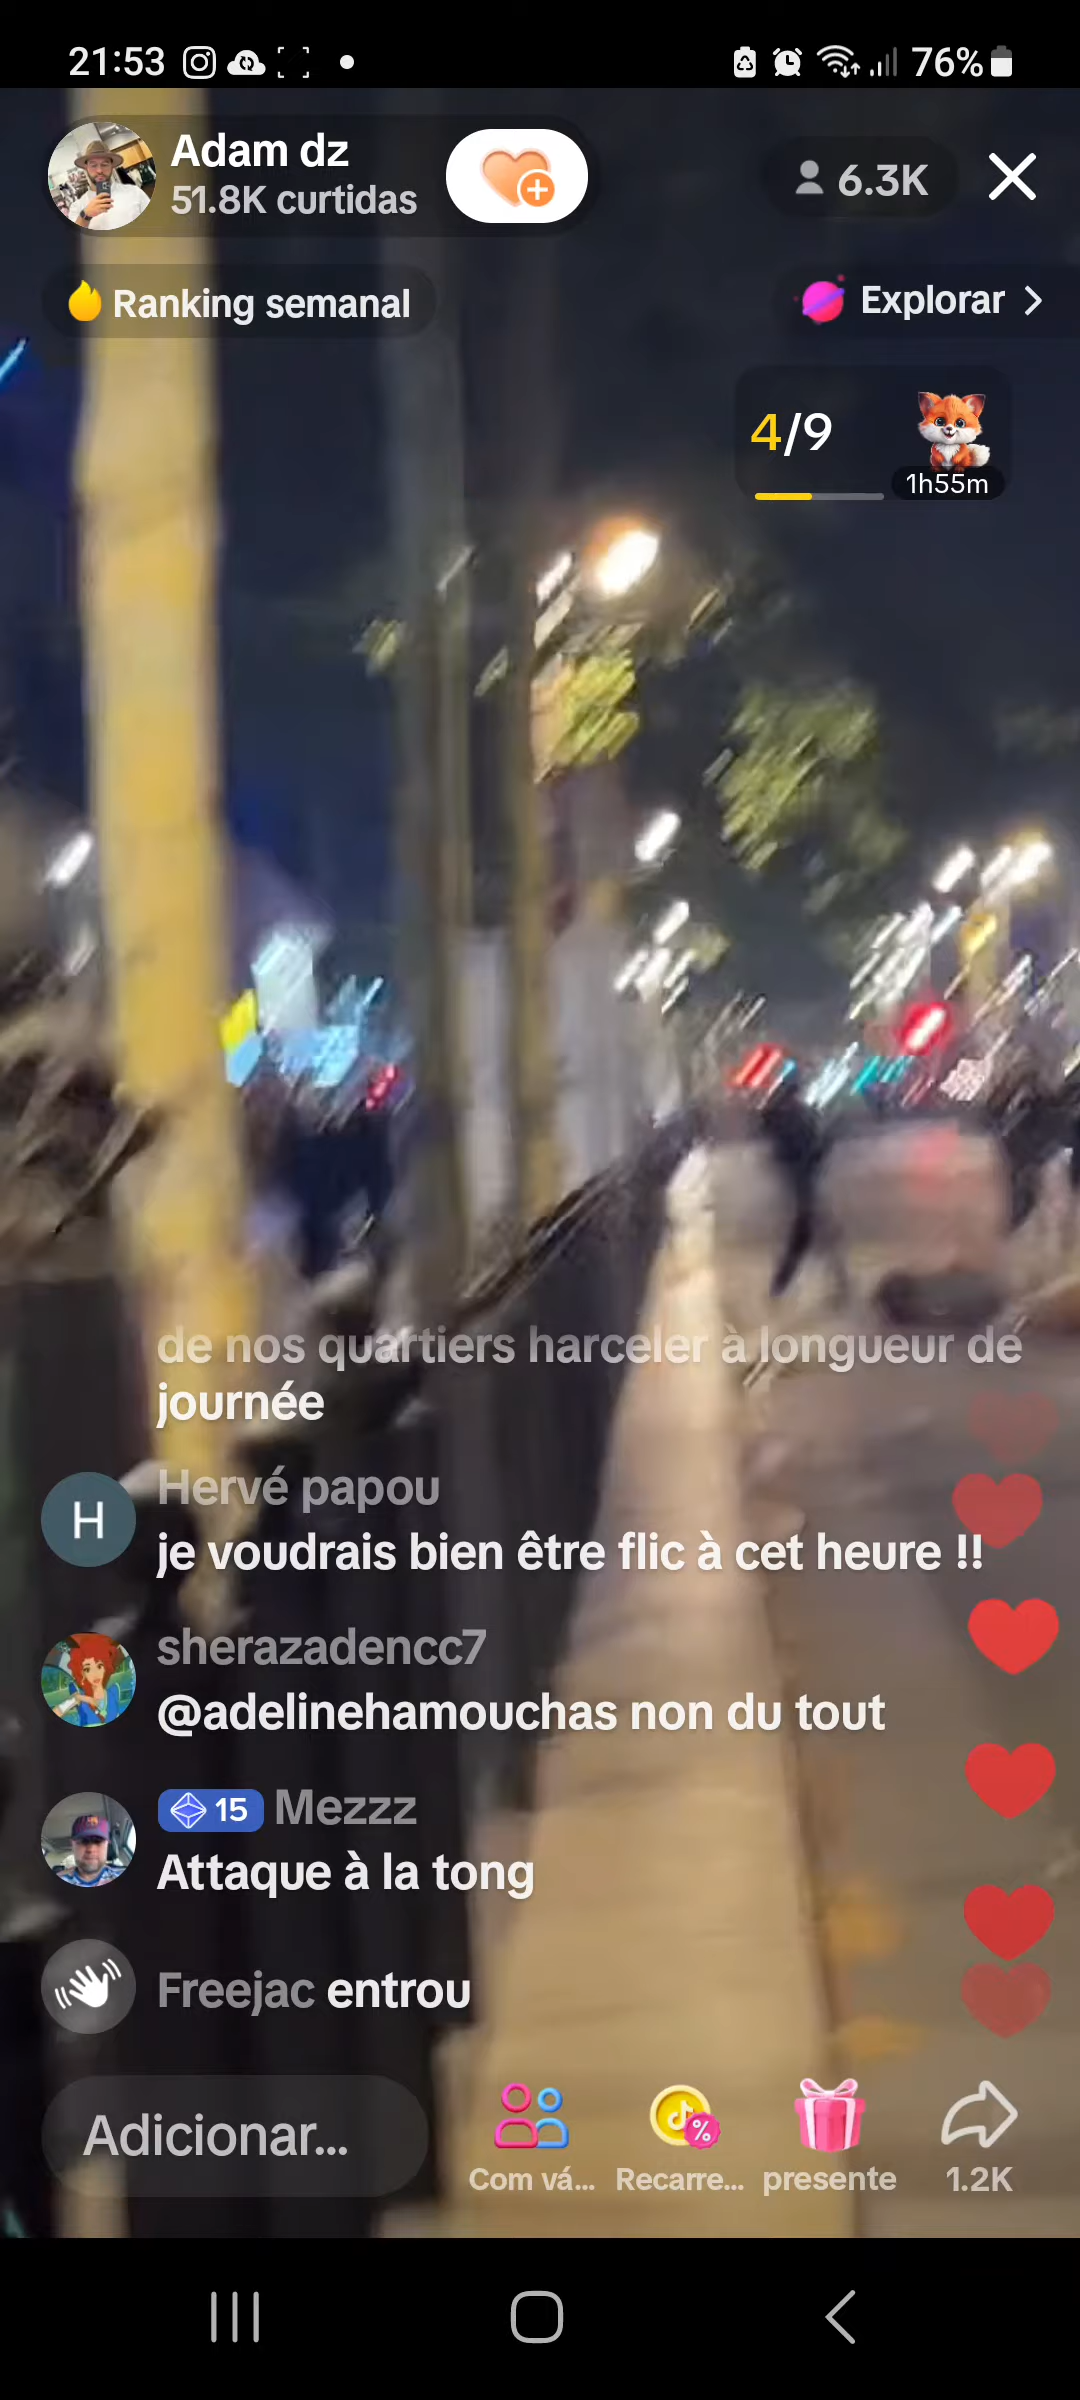 21:53
76%
Adam dz
51.8K curtidas
6.3K
Ranking semanal
Explorar
4/9
1h55m
de nos quartiers harceler à longueur de
journée
Hervé papou
H
je voudrais bien être flic à cet heure !!
sherazadencc7
@adelinehamouchas non du tout
15 Mezzz
Attaque à la tong
Freejac entrou
Adicionar...
Com vá...
Recarre...
presente
1.2K